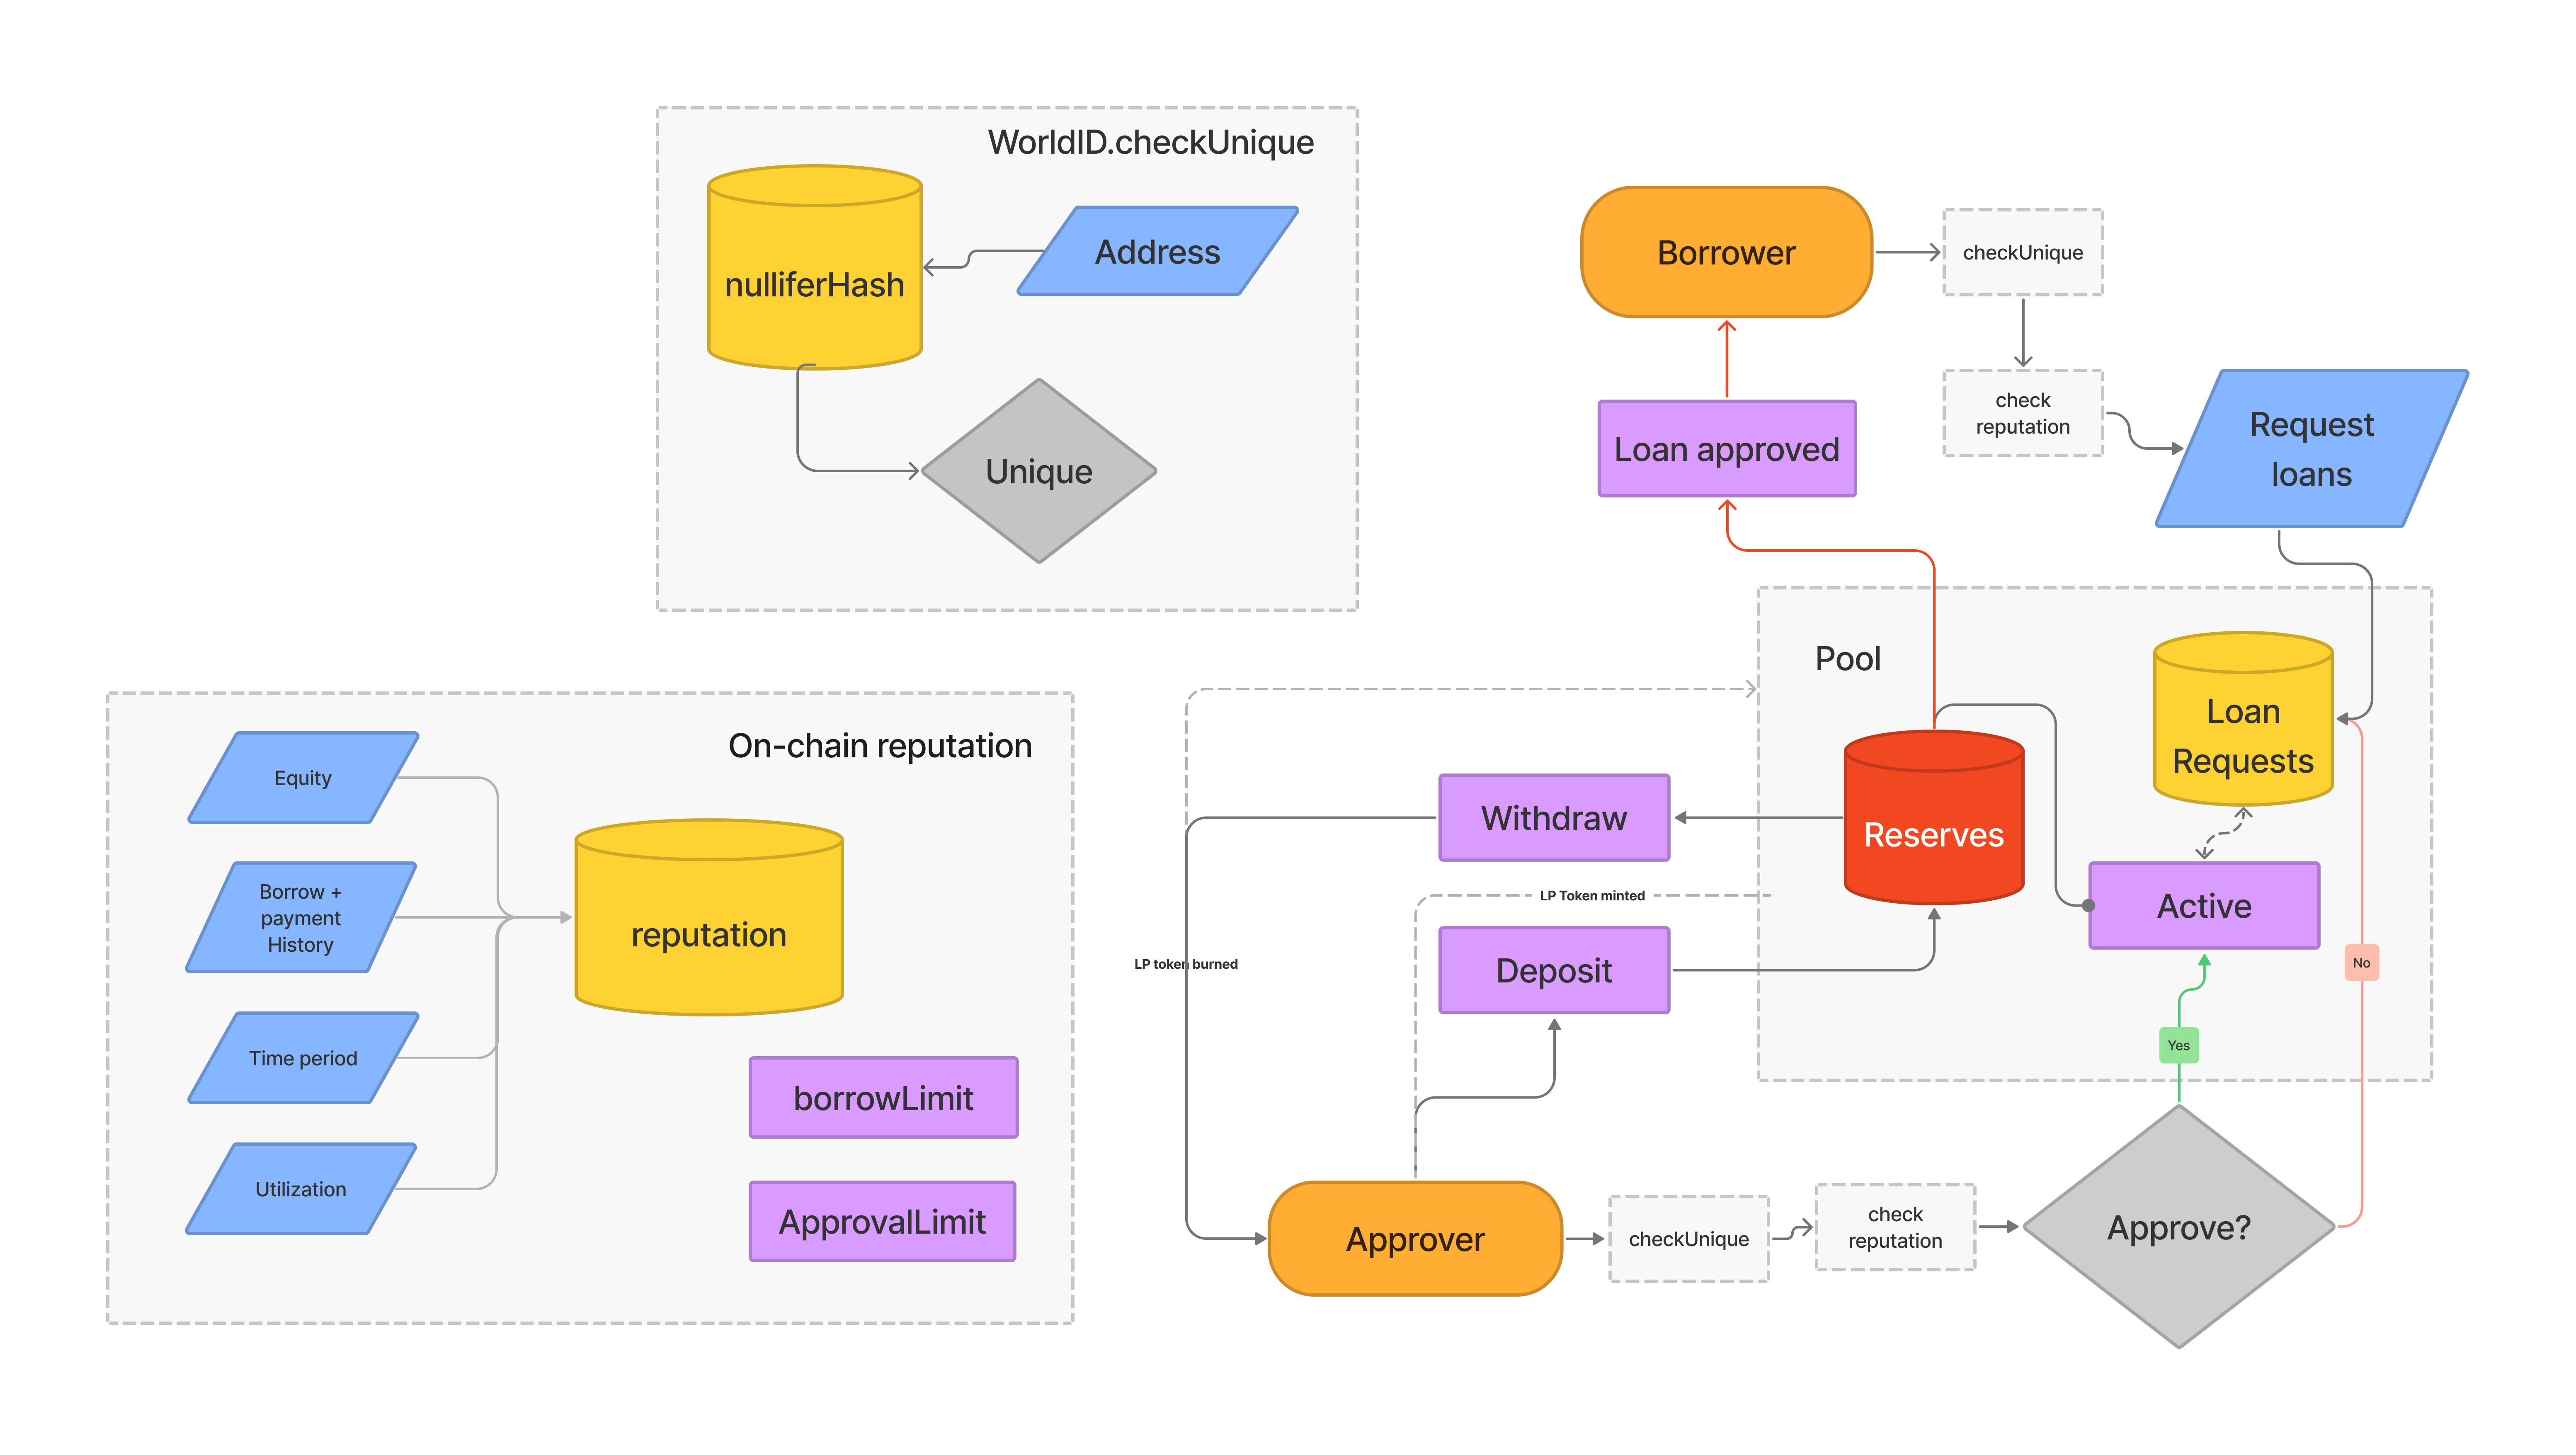 WorldID.checkUnique
nulliferHash
Address
Unique
Borrower
checkUnique
check
reputation
Request
loans
Loan approved
Pool
Loan
Requests
Reserves
Active
Withdraw
LP Token minted
Deposit
LP token burned
No
Yes
Approver
checkUnique
check
reputation
Approve?
On-chain reputation
Equity
Borrow +
payment
History
Time period
Utilization
reputation
borrowLimit
ApprovalLimit